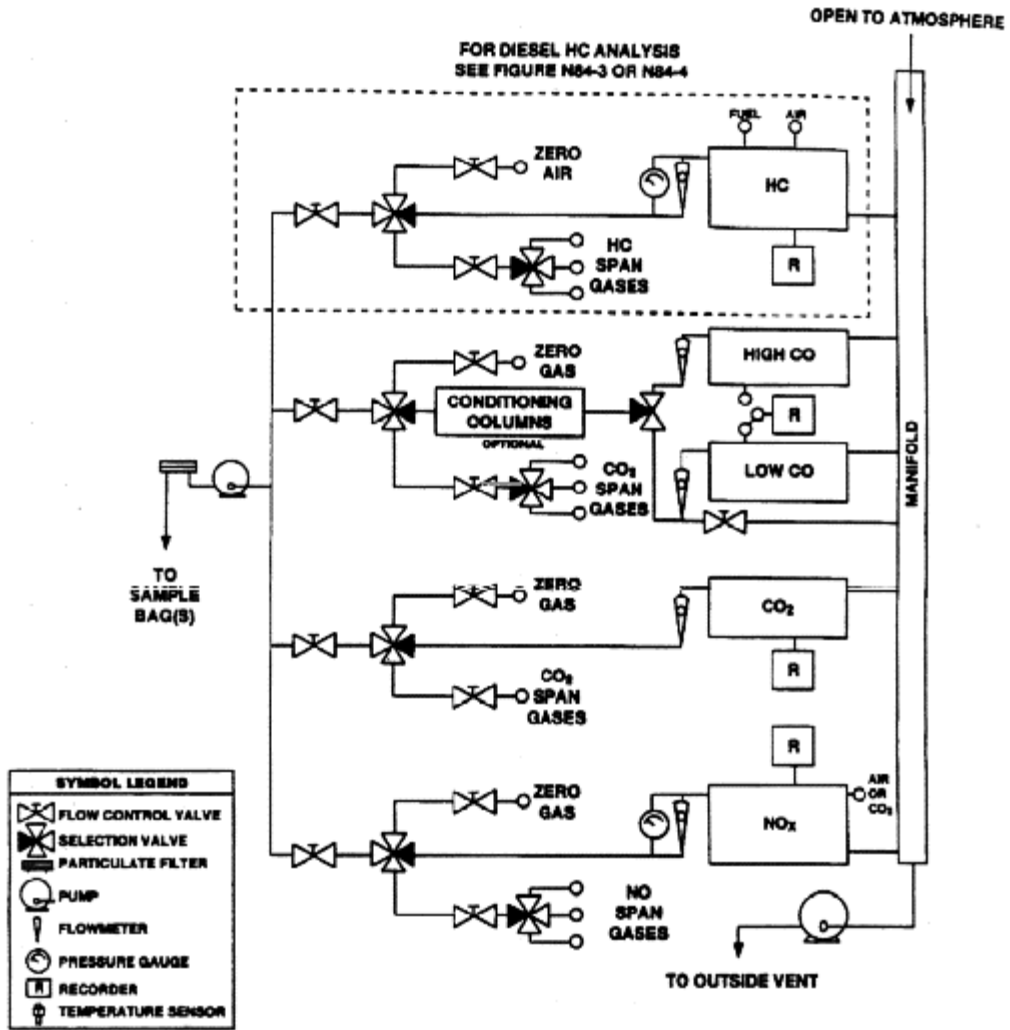 OPEN TO ATMOSPHERE
FOR DIESEL HC ANALYSIS
SEE FIGURE N84-3 OR N84-4
FUEL
AIR
ZERO
AIR
HC
R
HC
SPAN
GASES
ZERO
GAS
HIGH CO
CONDITIONING
COLUMNS
OPTIONAL
R
LOW CO
CO₂
SPAN
GASES
MANIFOLD
TO
SAMPLE
BAG(S)
ZERO
GAS
CO₂
R
CO₂
SPAN
GASES
R
ZERO
GAS
NOX
AIR
OR
CO₂
NO
SPAN
GASES
TO OUTSIDE VENT
SYMBOL LEGEND
FLOW CONTROL VALVE
SELECTION VALVE
PARTICULATE FILTER
PUMP
FLOWMETER
PRESSURE GAUGE
R RECORDER
TEMPERATURE SENSOR